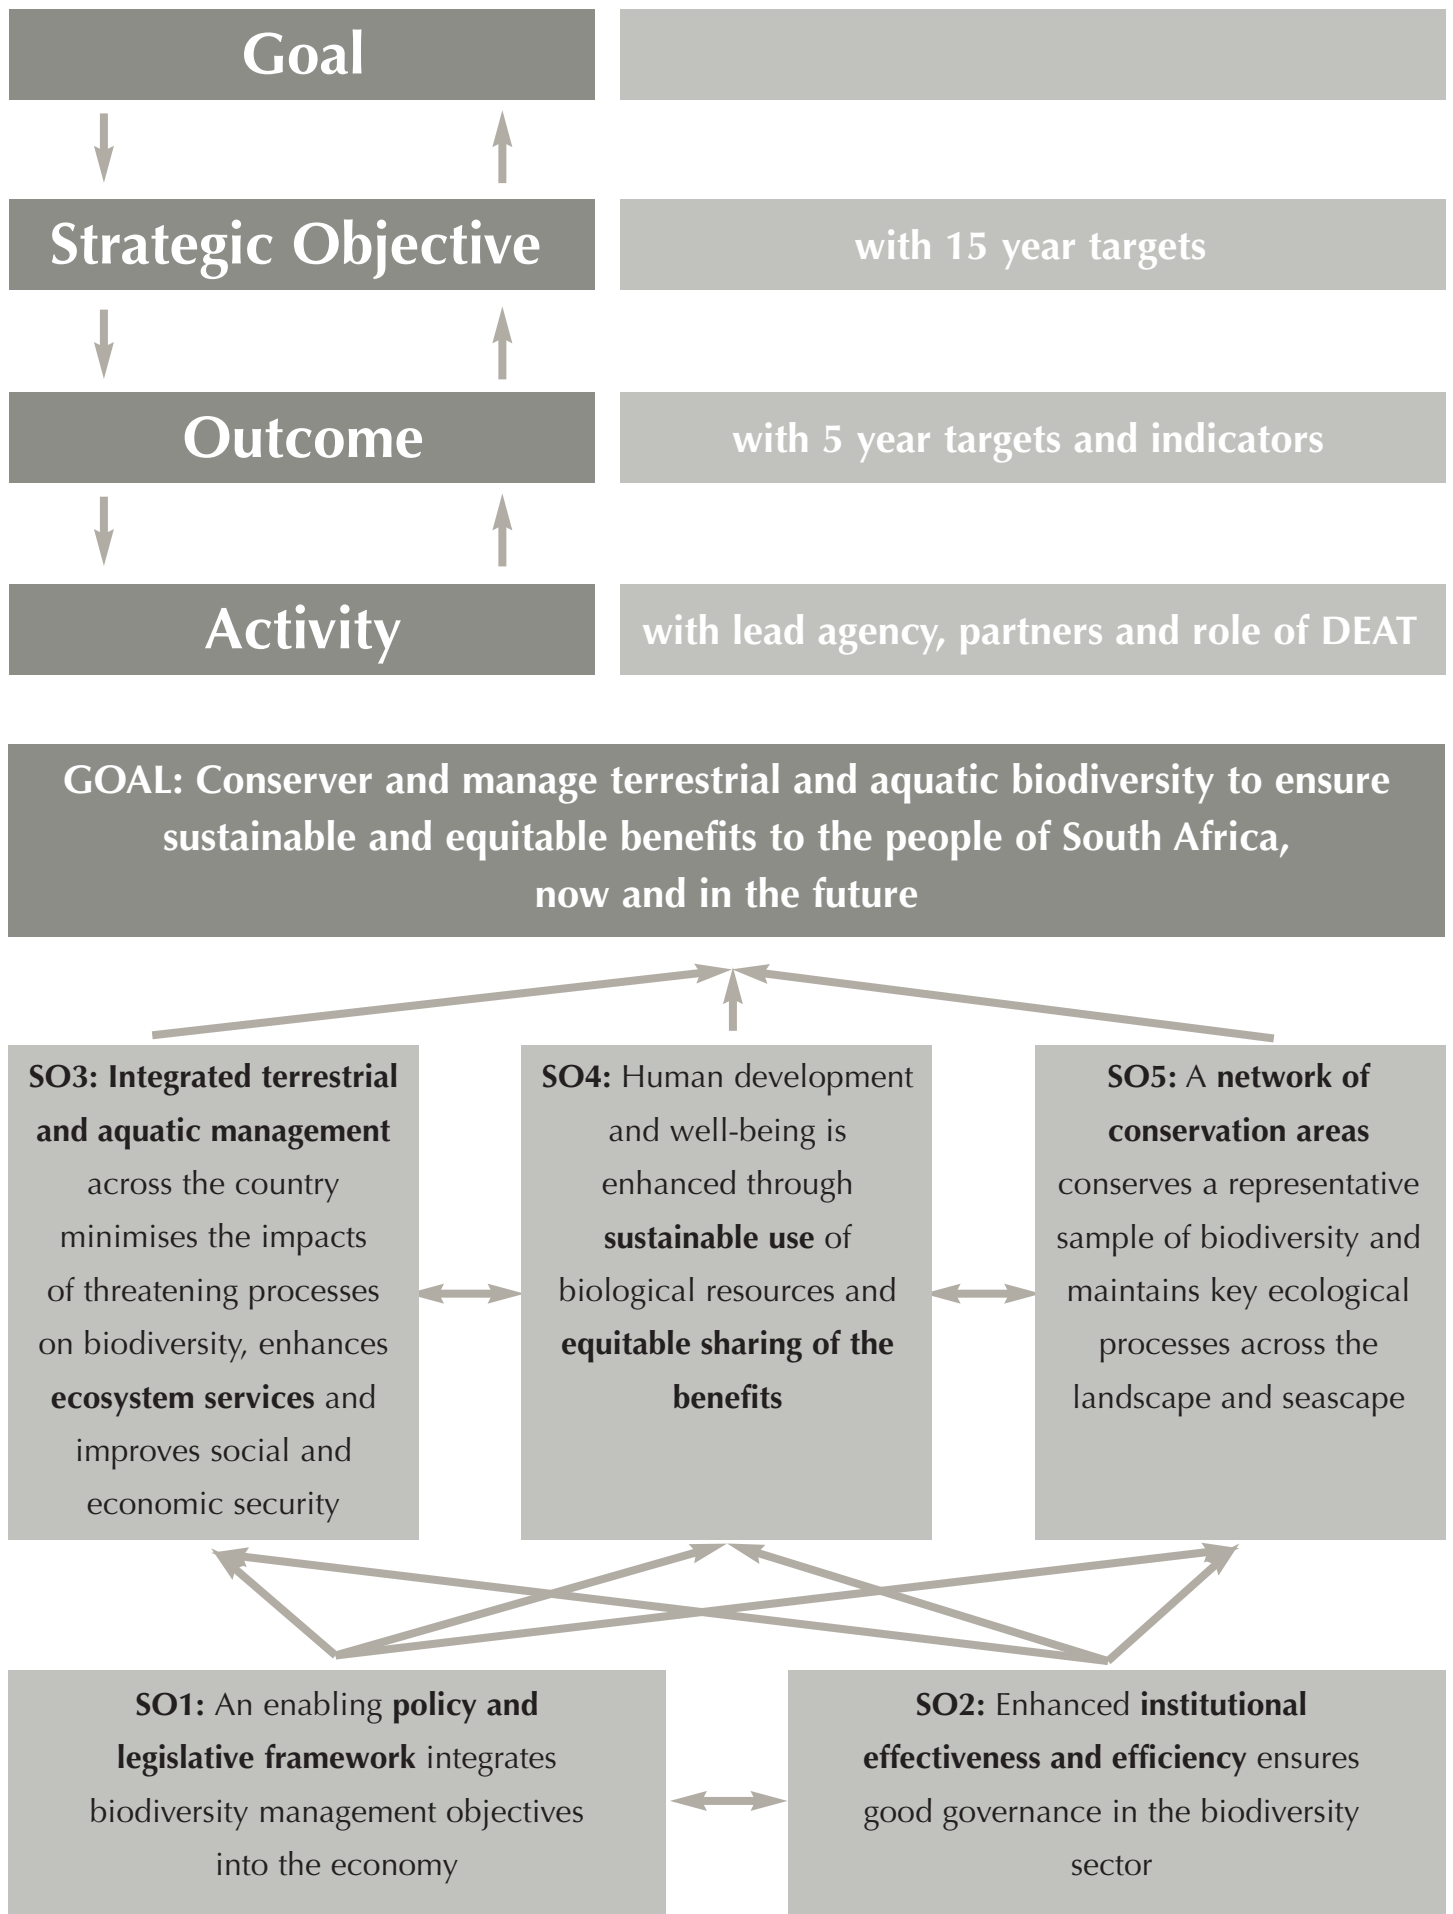 Goal
Strategic Objective
with 15 year targets
Outcome
with 5 year targets and indicators
Activity
with lead agency, partners and role of DEAT
GOAL: Conserver and manage terrestrial and aquatic biodiversity to ensure
sustainable and equitable benefits to the people of South Africa,
now and in the future
SO3: Integrated terrestrial
and aquatic management
across the country
minimises the impacts
of threatening processes
on biodiversity, enhances
ecosystem services and
improves social and
economic security
SO4: Human development
and well-being is
enhanced through
sustainable use of
biological resources and
equitable sharing of the
benefits
SO5: A network of
conservation areas
conserves a representative
sample of biodiversity and
maintains key ecological
processes across the
landscape and seascape
SO1: An enabling policy and
legislative framework integrates
biodiversity management objectives
into the economy
SO2: Enhanced institutional
effectiveness and efficiency ensures
good governance in the biodiversity
sector